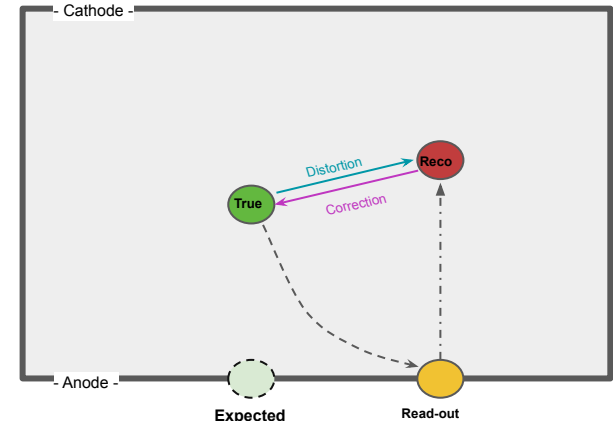 - Cathode -
Distortion
Reco
True
Correction
- Anode -
Expected
Read-out